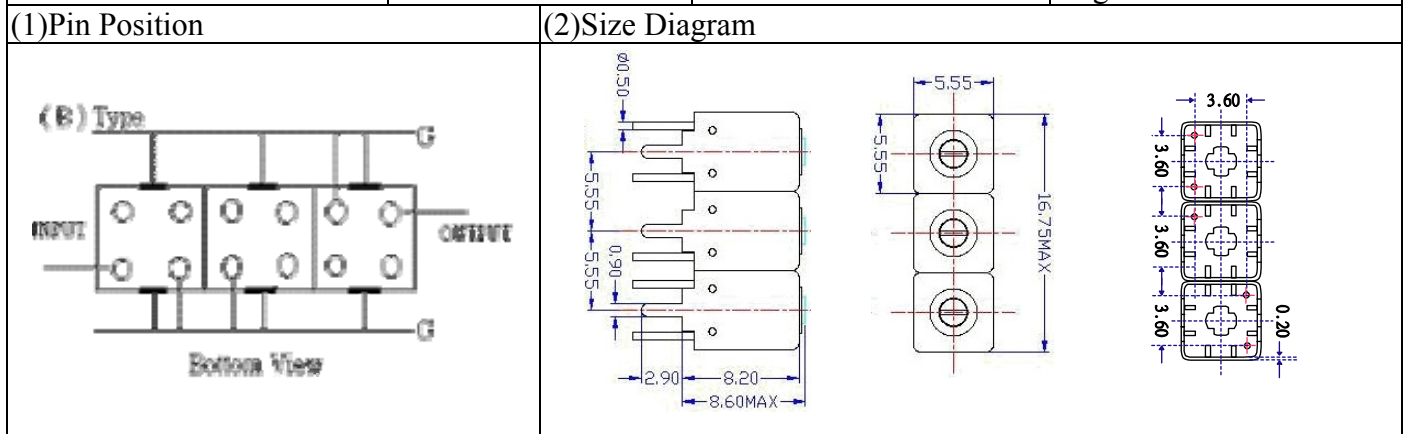 (1)Pin Position
(2)Size Diagram
(B) Type
G
INPUT
OUTPUT
G
Bottom View
Ø0.50
5.55
5.55
0.90
2.90
8.20
8.60MAX
5.55
5.55
16.75MAX
3.60
3.60
3.60
3.60
0.20